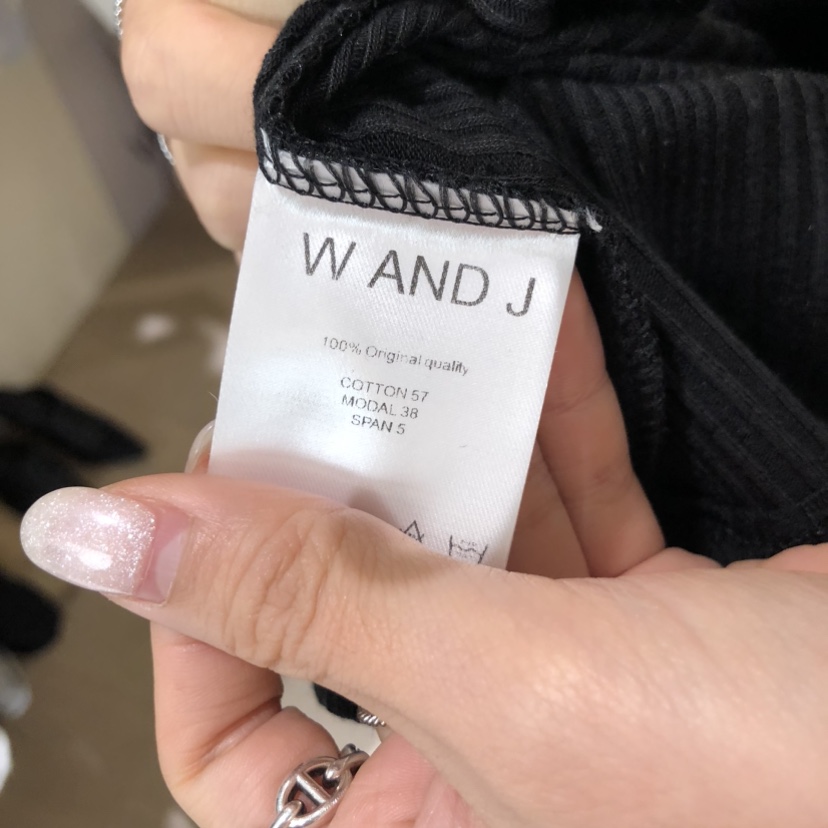 W AND J
100% Original quality
COTTON 57
MODAL 38
SPAN 5